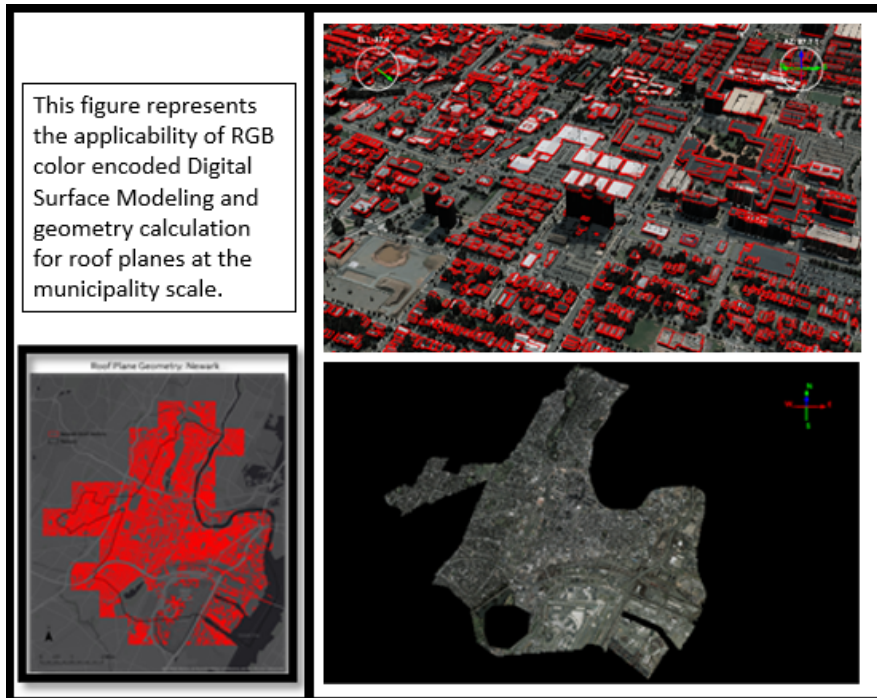 This figure represents
the applicability of RGB
color encoded Digital
Surface Modeling and
geometry calculation
for roof planes at the
municipality scale.
Roof Plane Geometry: Newark
N